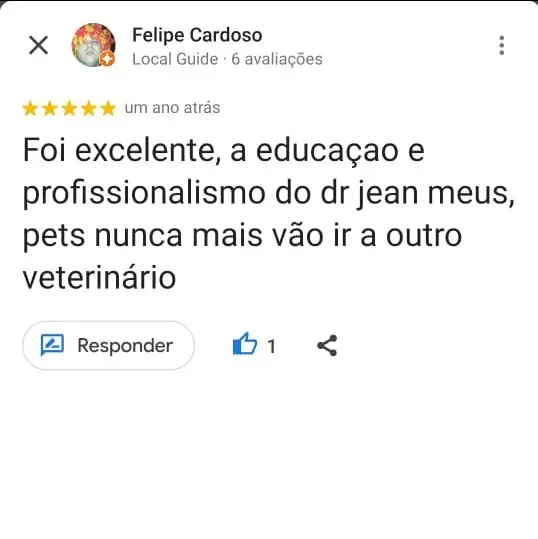 Felipe Cardoso
Local Guide · 6 avaliações
um ano atrás
Foi excelente, a educaçao e
profissionalismo do dr jean meus,
pets nunca mais vão ir a outro
veterinário
Responder
1